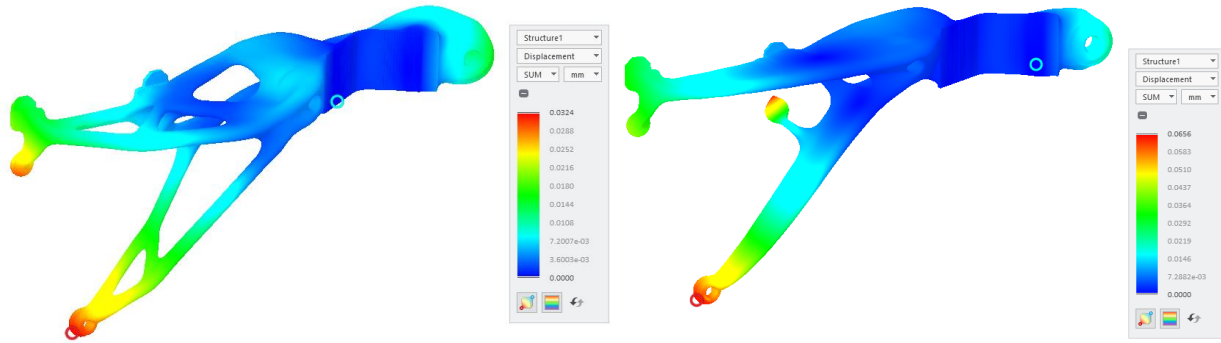 Structure1
Displacement
SUM mm
0.0324
0.0288
0.0252
0.0216
0.0180
0.0144
0.0108
7.2007e-03
3.6003e-03
0.0000
Structure1
Displacement
SUM mm
0.0656
0.0583
0.0510
0.0437
0.0364
0.0292
0.0219
0.0146
7.2882e-03
0.0000